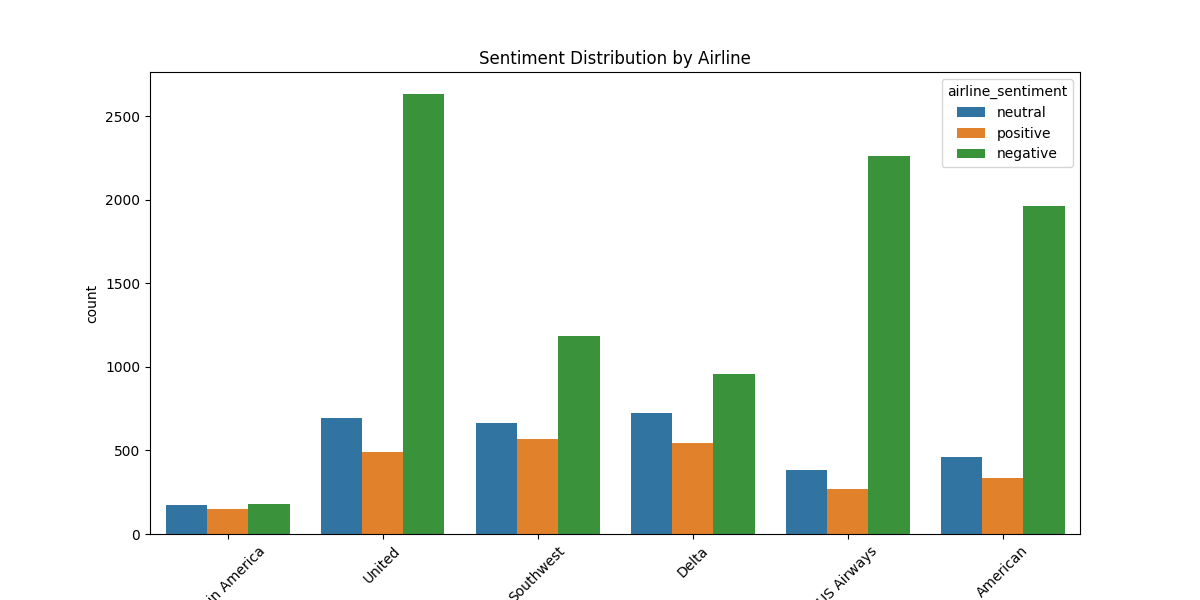 Sentiment Distribution by Airline
airline_sentiment
neutral
positive
negative
count
2500
2000
1500
1000
500
0
in America
United
Southwest
Delta
US Airways
American